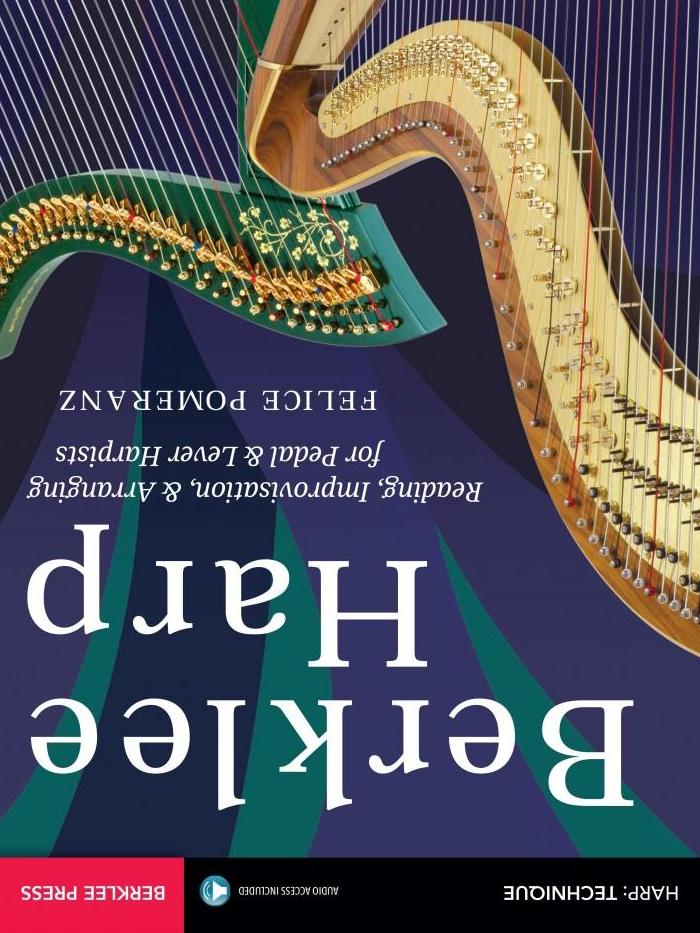 HARP: TECHNIQUE
AUDIO ACCESS INCLUDED
BERKLEE PRESS
Berklee
Harp
Reading, Improvisation, & Arranging
for Pedal & Lever Harpists
FELICE POMERANZ